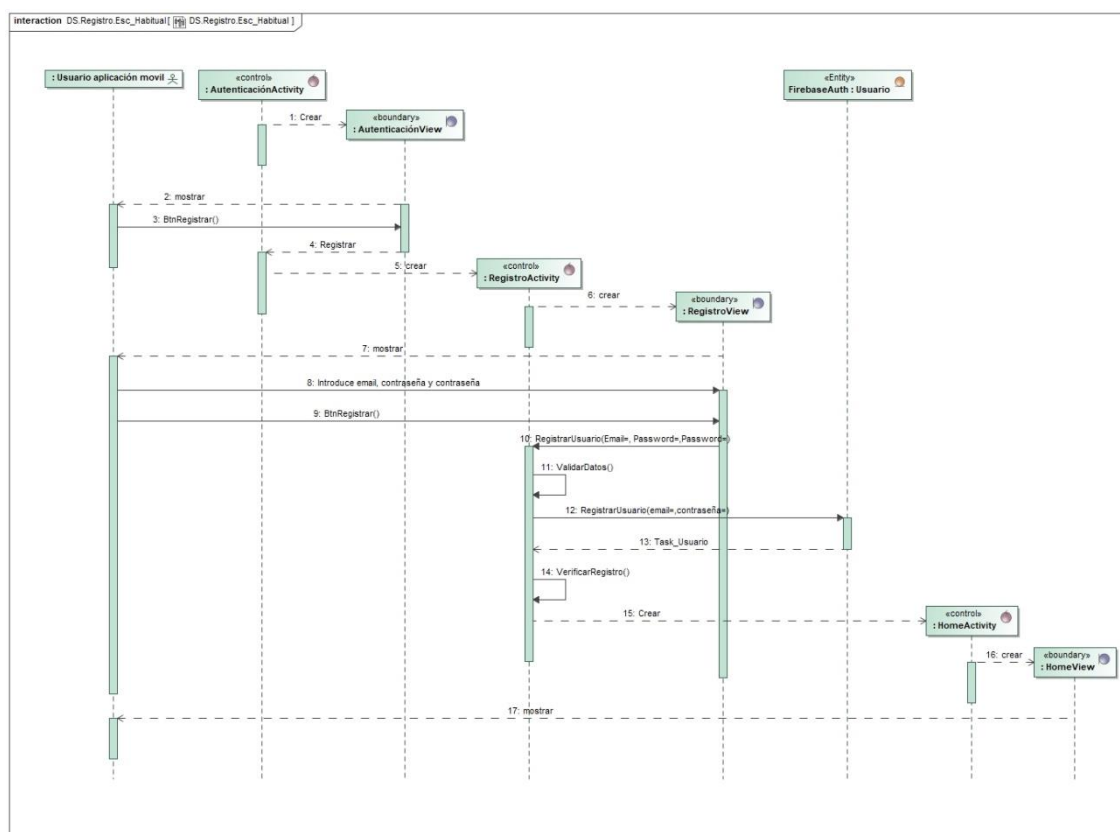 interaction DS.Registro.Esc_Habitual[ DS.Registro.Esc_Habitual ]
: Usuario aplicación movil
«control»
: AutenticaciónActivity
«Entity»
FirebaseAuth : Usuario
1: Crear
«boundary»
: AutenticaciónView
2: mostrar
3: BtnRegistrar()
4: Registrar
5: crear
«control»
: RegistroActivity
6: crear
«boundary»
: RegistroView
7: mostrar
8: Introduce email, contraseña y contraseña
9: BtnRegistrar()
10: RegistrarUsuario(Email=, Password=,Password=)
11: ValidarDatos()
12: RegistrarUsuario(email=,contraseña=)
13: Task_Usuario
14: VerificarRegistro()
15: Crear
«control»
: HomeActivity
16: crear
«boundary»
: HomeView
17: mostrar